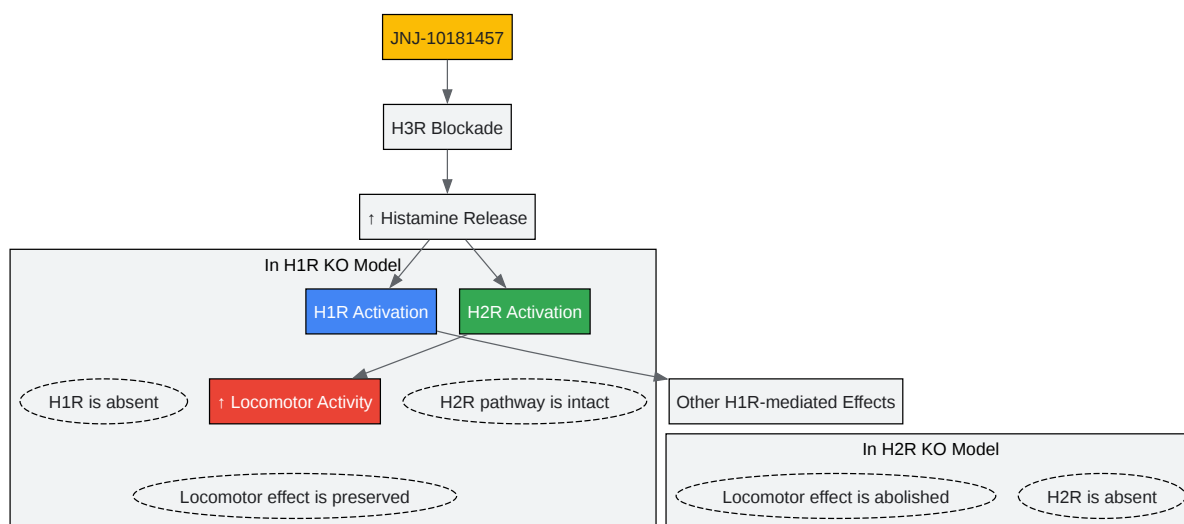 JNJ-10181457
H3R Blockade
↑ Histamine Release
In H1R KO Model
H1R Activation
H2R Activation
H1R is absent
↑ Locomotor Activity
H2R pathway is intact
Other H1R-mediated Effects
In H2R KO Model
Locomotor effect is preserved
Locomotor effect is abolished
H2R is absent